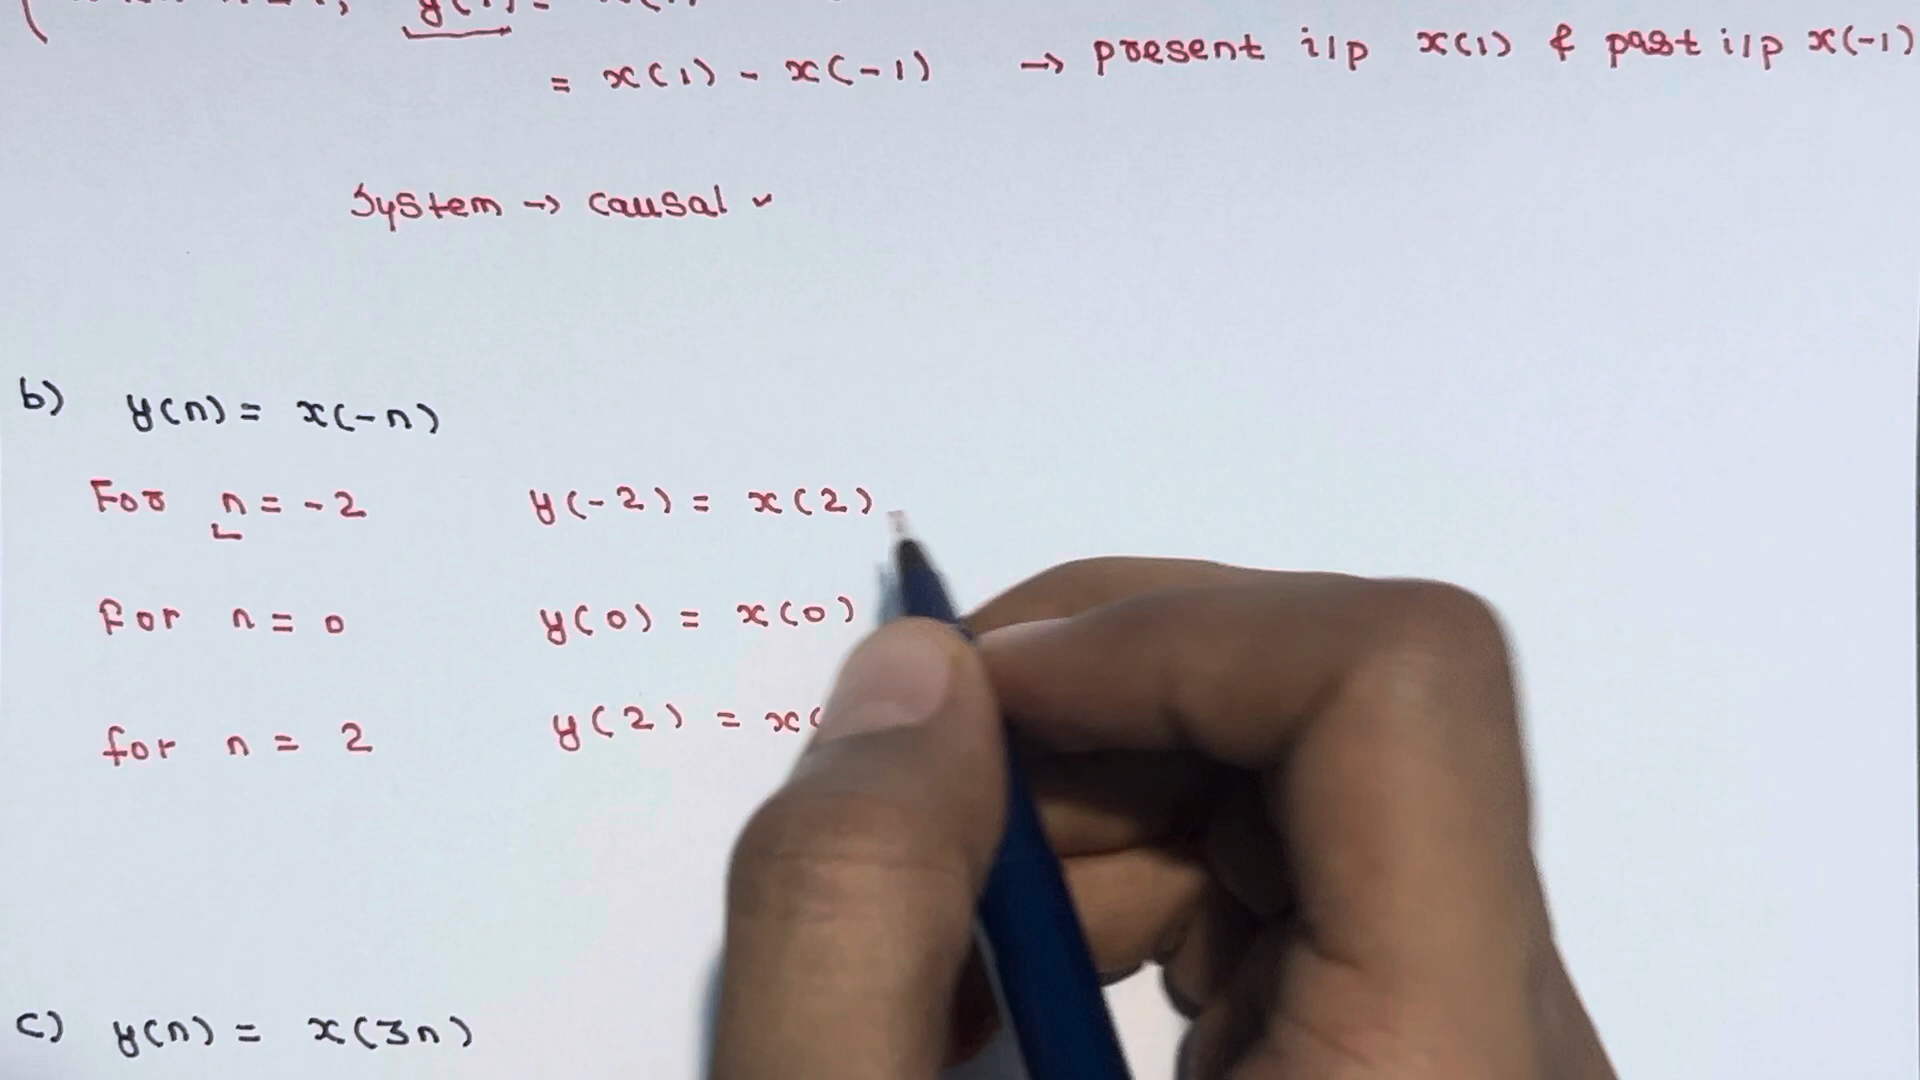 = x(1) - x(-1) → present i/p x(1) & past i/p x(-1)
System → causal ✓
b) y(n) = x(-n)
For n = -2 y(-2) = x(2)
for n = 0 y(0) = x(0)
for n = 2 y(2) = x(
c) y(n) = x(3n)